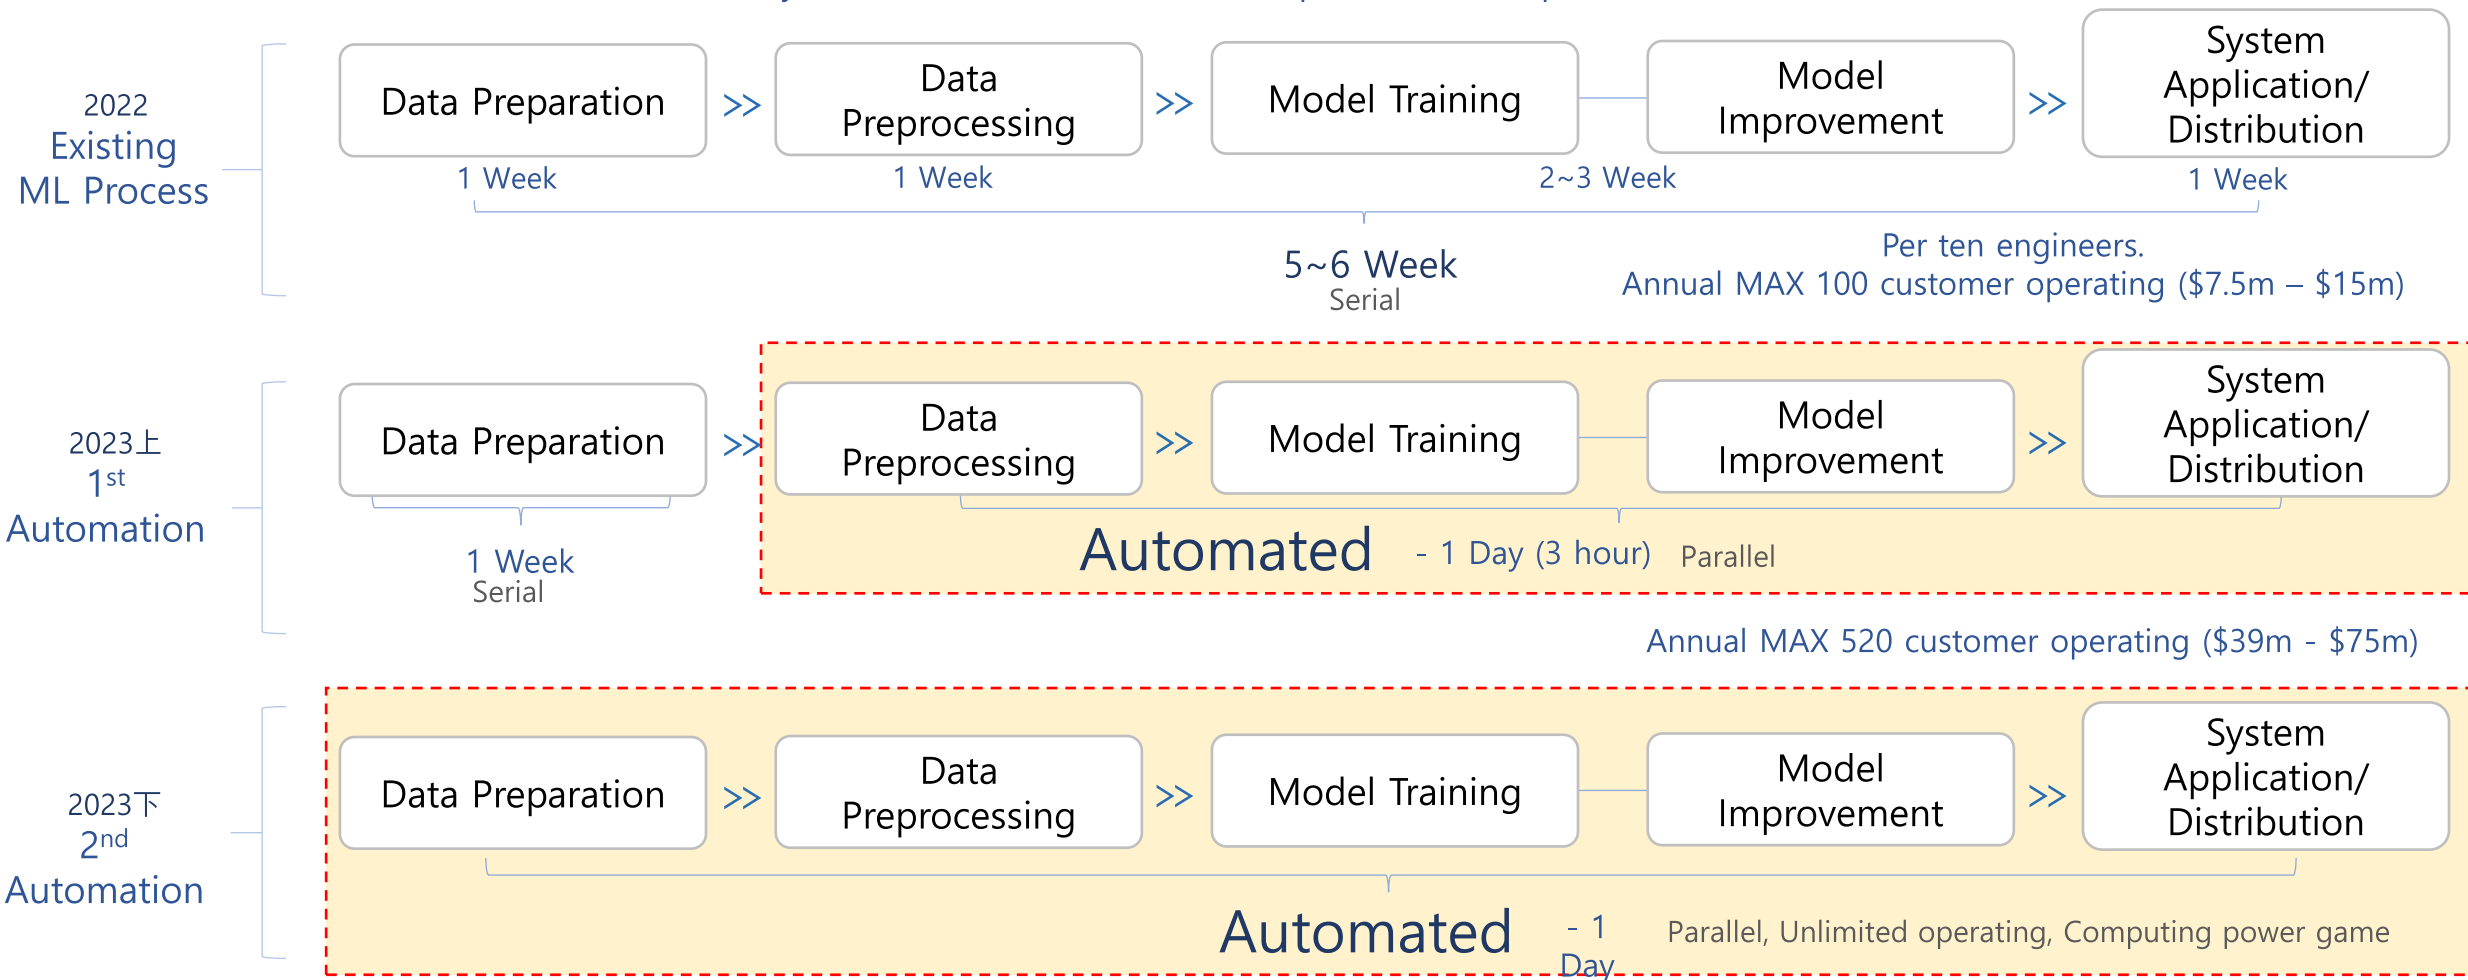 2022
Existing
ML Process
Data Preparation
>>
Data
Preprocessing
>>
Model Training
Model
Improvement
>>
System
Application/
Distribution
1 Week
1 Week
2~3 Week
1 Week
5~6 Week
Serial
Per ten engineers.
Annual MAX 100 customer operating ($7.5m – $15m)
2023上
1st
Automation
Data Preparation
>>
Data
Preprocessing
>>
Model Training
Model
Improvement
>>
System
Application/
Distribution
1 Week
Serial
Automated - 1 Day (3 hour) Parallel
Annual MAX 520 customer operating ($39m - $75m)
2023下
2nd
Automation
Data Preparation
>>
Data
Preprocessing
>>
Model Training
Model
Improvement
>>
System
Application/
Distribution
Automated - 1
Day
Parallel, Unlimited operating, Computing power game